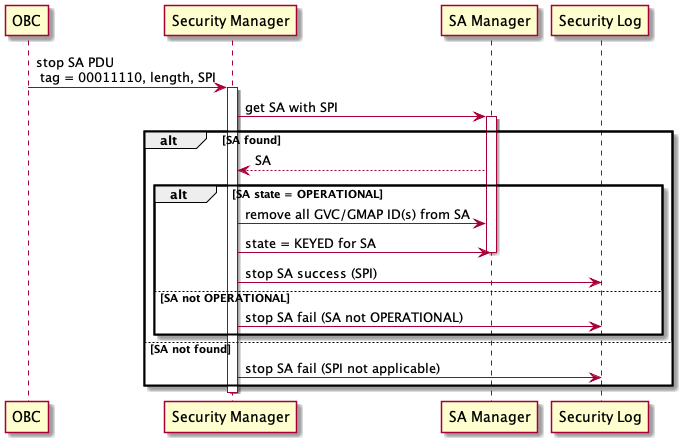 OBC
Security Manager
SA Manager
Security Log
stop SA PDU
tag = 00011110, length, SPI
get SA with SPI
alt
[SA found]
SA
alt
[SA state = OPERATIONAL]
remove all GVC/GMAP ID(s) from SA
state = KEYED for SA
stop SA success (SPI)
[SA not OPERATIONAL]
stop SA fail (SA not OPERATIONAL)
[SA not found]
stop SA fail (SPI not applicable)
OBC
Security Manager
SA Manager
Security Log